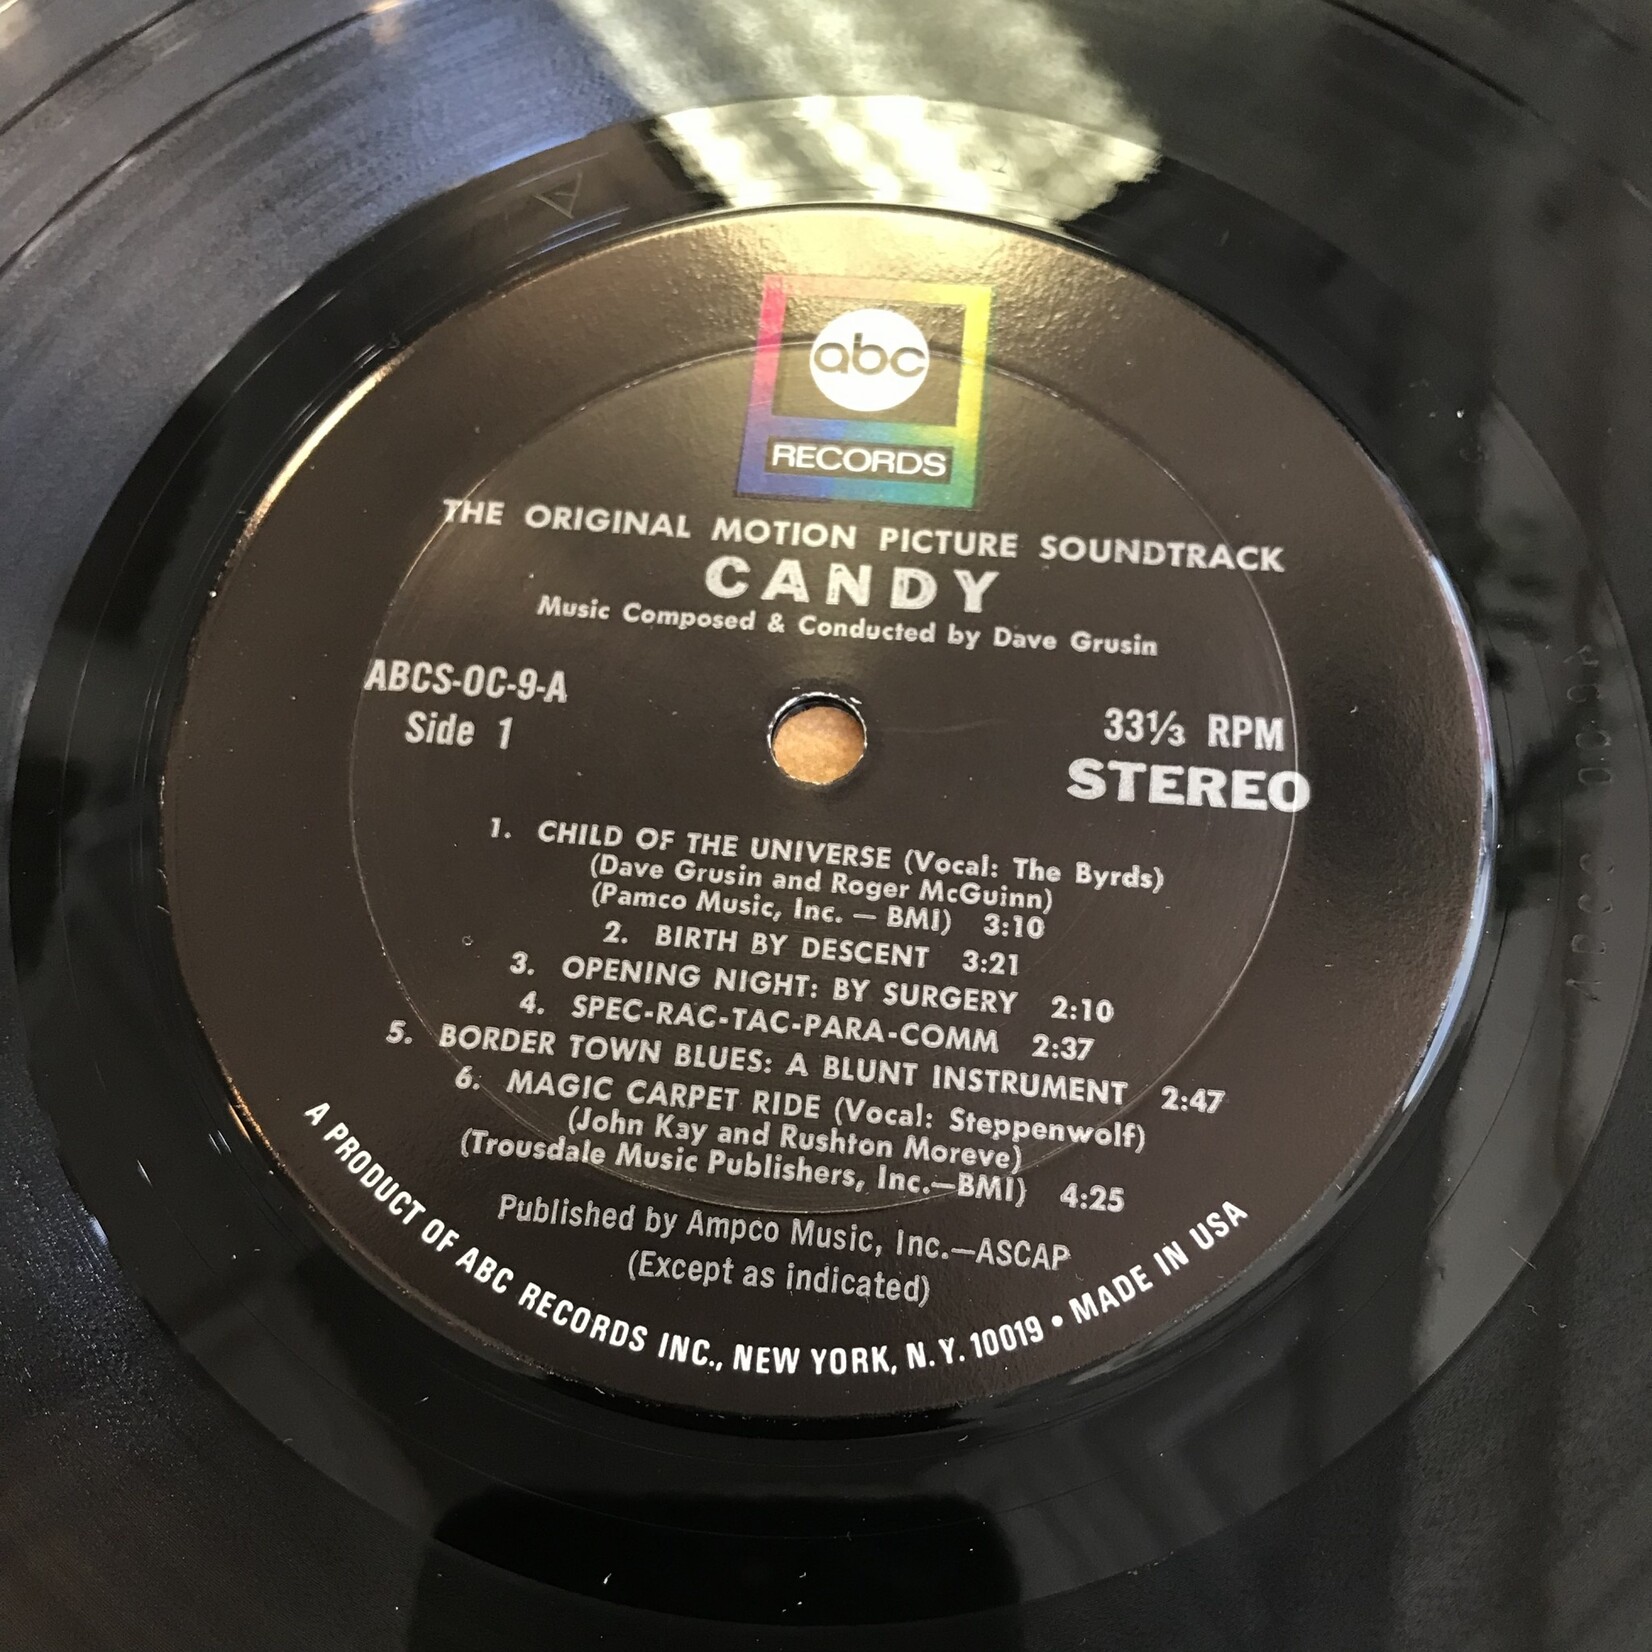 abc
RECORDS
THE ORIGINAL MOTION PICTURE SOUNDTRACK
CANDY
Music Composed & Conducted by Dave Grusin
ABCS-OC-9-A
Side 1
33⅓ RPM
STEREO
1. CHILD OF THE UNIVERSE (Vocal: The Byrds)
(Dave Grusin and Roger McGuinn)
(Pamco Music, Inc. — BMI) 3:10
2. BIRTH BY DESCENT 3:21
3. OPENING NIGHT: BY SURGERY 2:10
4. SPEC-RAC-TAC-PARA-COMM 2:37
5. BORDER TOWN BLUES: A BLUNT INSTRUMENT 2:47
6. MAGIC CARPET RIDE (Vocal: Steppenwolf)
(John Kay and Rushton Moreve)
(Trousdale Music Publishers, Inc.—BMI) 4:25
Published by Ampco Music, Inc.—ASCAP
(Except as indicated)
A PRODUCT OF ABC RECORDS INC., NEW YORK, N.Y. 10019 • MADE IN USA